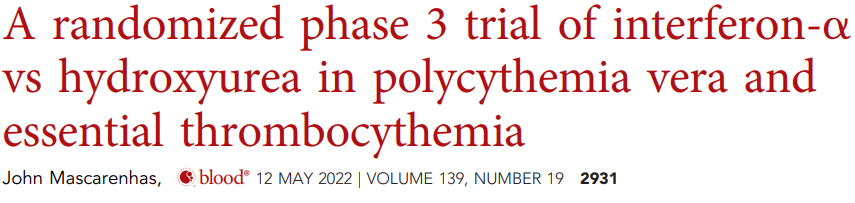 A randomized phase 3 trial of interferon-α
vs hydroxyurea in polycythemia vera and
essential thrombocythemia
John Mascarenhas, blood® 12 MAY 2022 | VOLUME 139, NUMBER 19 2931